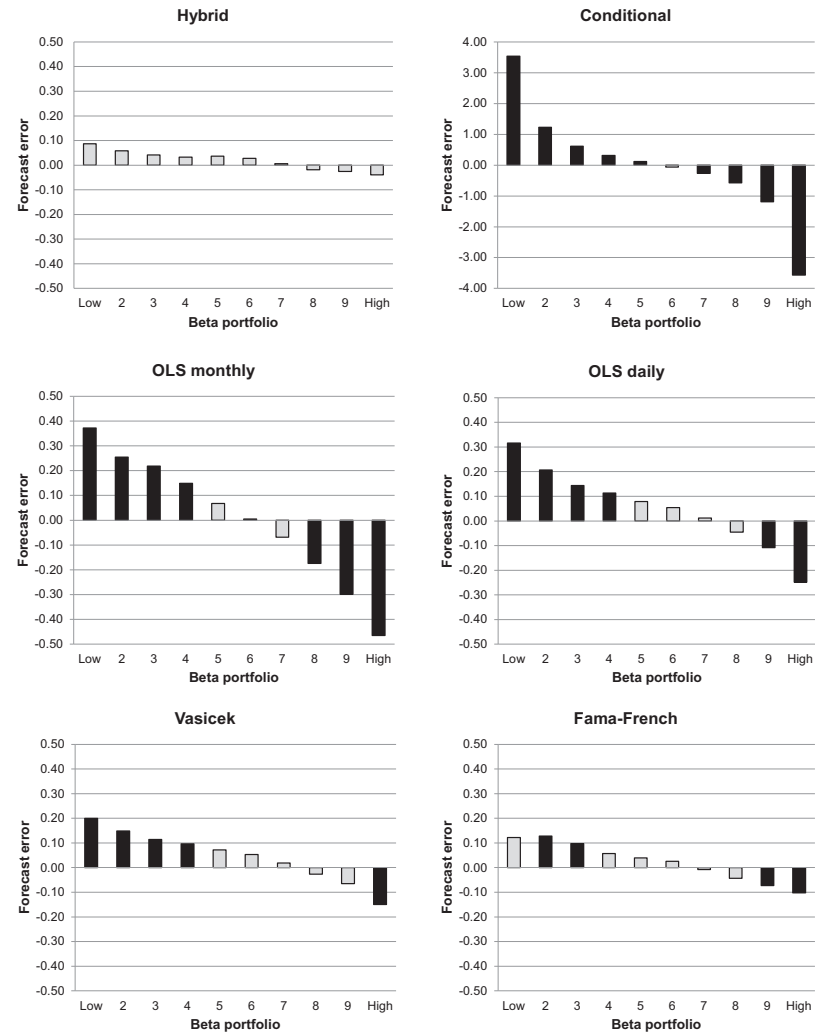 Hybrid
0.50
0.40
0.30
0.20
0.10
0.00
-0.10
-0.20
-0.30
-0.40
-0.50
Forecast error
Low 2 3 4 5 6 7 8 9 High
Beta portfolio
Conditional
4.00
3.00
2.00
1.00
0.00
-1.00
-2.00
-3.00
-4.00
Forecast error
Low 2 3 4 5 6 7 8 9 High
Beta portfolio
OLS monthly
0.50
0.40
0.30
0.20
0.10
0.00
-0.10
-0.20
-0.30
-0.40
-0.50
Forecast error
Low 2 3 4 5 6 7 8 9 High
Beta portfolio
OLS daily
0.50
0.40
0.30
0.20
0.10
0.00
-0.10
-0.20
-0.30
-0.40
-0.50
Forecast error
Low 2 3 4 5 6 7 8 9 High
Beta portfolio
Vasicek
0.50
0.40
0.30
0.20
0.10
0.00
-0.10
-0.20
-0.30
-0.40
-0.50
Forecast error
Low 2 3 4 5 6 7 8 9 High
Beta portfolio
Fama-French
0.50
0.40
0.30
0.20
0.10
0.00
-0.10
-0.20
-0.30
-0.40
-0.50
Forecast error
Low 2 3 4 5 6 7 8 9 High
Beta portfolio